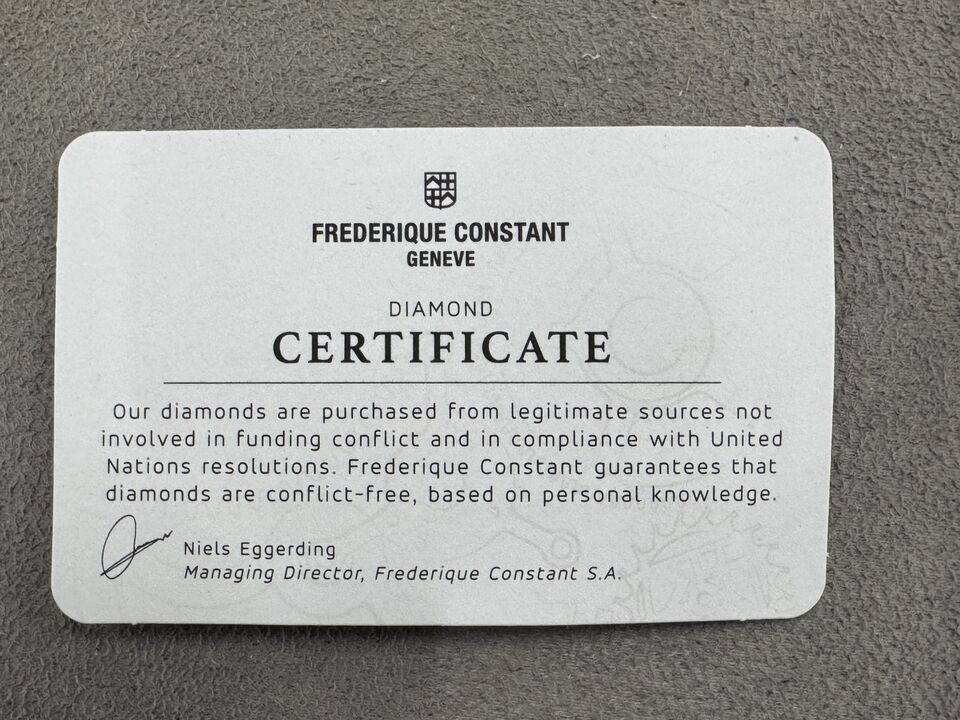 FREDERIQUE CONSTANT
GENEVE
DIAMOND
CERTIFICATE
Our diamonds are purchased from legitimate sources not
involved in funding conflict and in compliance with United
Nations resolutions. Frederique Constant guarantees that
diamonds are conflict-free, based on personal knowledge.
Niels Eggerding
Managing Director, Frederique Constant S.A.